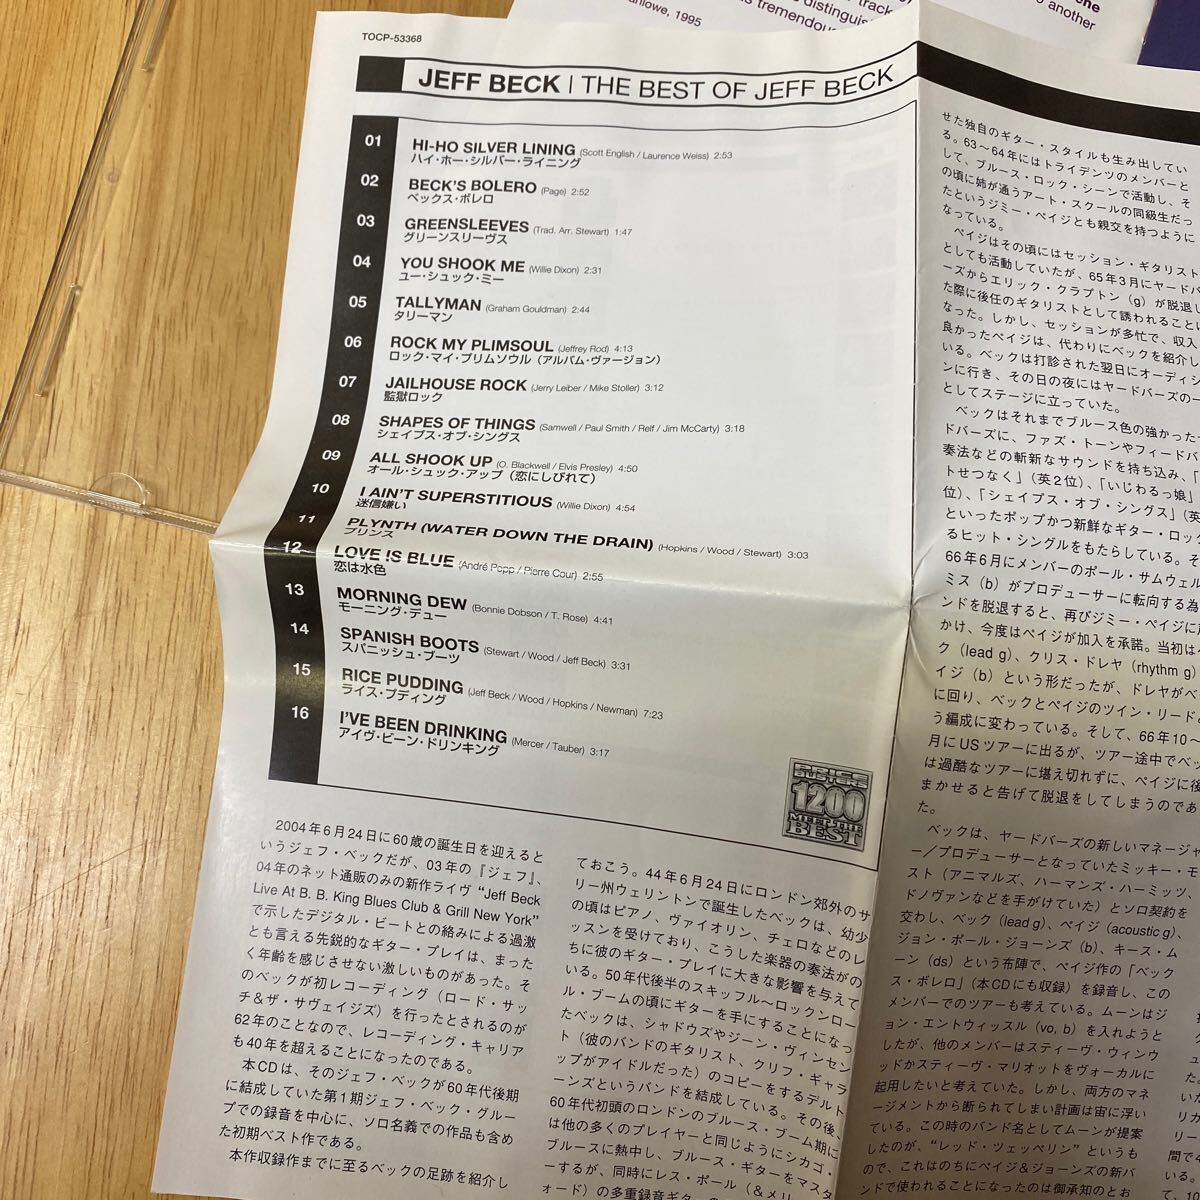 anlowe, 1995
TOCP-53368
JEFF BECK | THE BEST OF JEFF BECK
01 HI-HO SILVER LINING (Scott English / Laurence Weiss) 2:53
ハイ・ホー・シルバー・ライニング
02 BECK'S BOLERO (Page) 2:52
ベックス・ボレロ
03 GREENSLEEVES (Trad. Arr. Stewart) 1:47
グリーンスリーヴス
04 YOU SHOOK ME (Willie Dixon) 2:31
ユー・シュック・ミー
05 TALLYMAN (Graham Gouldman) 2:44
タリーマン
06 ROCK MY PLIMSOUL (Jeffrey Rod) 4:13
ロック・マイ・プリムソウル（アルバム・ヴァージョン）
07 JAILHOUSE ROCK (Jerry Leiber / Mike Stoller) 3:12
監獄ロック
08 SHAPES OF THINGS (Samwell / Paul Smith / Relf / Jim McCarty) 3:18
シェイプス・オブ・シングス
09 ALL SHOOK UP (O. Blackwell / Elvis Presley) 4:50
オール・シュック・アップ（恋にしびれて）
10 I AIN'T SUPERSTITIOUS (Willie Dixon) 4:54
迷信嫌い
11 PLYNTH (WATER DOWN THE DRAIN) (Hopkins / Wood / Stewart) 3:03
プリンス
12 LOVE IS BLUE (André Popp / Pierre Cour) 2:55
恋は水色
13 MORNING DEW (Bonnie Dobson / T. Rose) 4:41
モーニング・デュー
14 SPANISH BOOTS (Stewart / Wood / Jeff Beck) 3:31
スパニッシュ・ブーツ
15 RICE PUDDING (Jeff Beck / Wood / Hopkins / Newman) 7:23
ライス・プディング
16 I'VE BEEN DRINKING (Mercer / Tauber) 3:17
アイヴ・ビーン・ドリンキング
1200
MEET THE
BEST
2004年6月24日に60歳の誕生日を迎えると
いうジェフ・ベックだが、03年の『ジェフ』、
04年のネット通販のみの新作ライヴ“Jeff Beck
Live At B. B. King Blues Club & Grill New York”
で示したデジタル・ビートとの絡みによる過激
とも言える先鋭的なギター・プレイは、まった
く年齢を感じさせない激しいものがあった。そ
のベックが初レコーディング（ロード・サッ
チ＆ザ・サヴェイジズ）を行ったとされるのが
62年のことなので、レコーディング・キャリア
も40年を超えることになったのである。
本CDは、そのジェフ・ベックが60年代後期
に結成していた第1期ジェフ・ベック・グルー
プでの録音を中心に、ソロ名義での作品も含め
た初期ベスト作である。
本作収録作までに至るベックの足跡を紹介し
ておこう。44年6月24日にロンドン郊外のサ
リー州ウェリントンで誕生したベックは、幼少
の頃はピアノ、ヴァイオリン、チェロなどのレ
ッスンを受けており、こうした楽器の奏法がの
ちに彼のギター・プレイに大きな影響を与えて
いる。50年代後半のスキッフル〜ロックンロー
ル・ブームの頃にギターを手にすることになっ
たベックは、シャドウズやジーン・ヴィンセン
ト（彼のバンドのギタリスト、クリフ・ギャラ
ップがアイドルだった）のコピーをするデルト
ーンズというバンドを結成している。その後、
60年代初頭のロンドンのブルース・ブーム期に
は他の多くのプレイヤーと同じようにシカゴ・
ブルースに熱中し、ブルース・ギターをマスタ
ーするが、同時にレス・ポール（＆メリ
ォード）の多重録音ギタ
せた独自のギター・スタイルも生み出してい
る。63〜64年にはトライデンツのメンバーと
して、ブルース・ロック・シーンで活動し、そ
の頃に姉が通うアート・スクールの同級生だっ
たというジミー・ペイジとも親交を持つように
なっている。
ペイジはその頃にはセッション・ギタリスト
としても活動していたが、65年3月にヤードバ
ーズからエリック・クラプトン（g）が脱退し
た際に後任のギタリストとして誘われることに
なった。しかし、セッションが多忙で、収入
良かったペイジは、代わりにベックを紹介し
いる。ベックは打診された翌日にオーディシ
ンに行き、その日の夜にはヤードバーズの一
としてステージに立っていた。
ベックはそれまでブルース色の強かったヤ
ドバーズに、ファズ・トーンやフィードバ
奏法などの斬新なサウンドを持ち込み、「
トせつなく」（英2位）、「いじわるっ娘」
位）、「シェイプス・オブ・シングス」（英
といったポップかつ新鮮なギター・ロック
るヒット・シングルをもたらしている。そ
66年6月にメンバーのポール・サムウェル
ミス（b）がプロデューサーに転向する為
ンドを脱退すると、再びジミー・ペイジに
かけ、今度はペイジが加入を承諾。当初は
ク（lead g）、クリス・ドレヤ（rhythm g）
イジ（b）という形だったが、ドレヤがベ
に回り、ベックとペイジのツイン・リード
う編成に変わっている。そして、66年10〜
月にUSツアーに出るが、ツアー途中でベッ
は過酷なツアーに堪え切れずに、ペイジに後
まかせると告げて脱退をしてしまうのであ
た。
ベックは、ヤードバーズの新しいマネージャ
ー／プロデューサーとなっていたミッキー・モ
スト（アニマルズ、ハーマンズ・ハーミッツ、
ドノヴァンなどを手がけていた）とソロ契約を
交わし、ベック（lead g）、ペイジ（acoustic g）、
ジョン・ポール・ジョーンズ（b）、キース・ム
ーン（ds）という布陣で、ペイジ作の「ベック
ス・ボレロ」（本CDにも収録）を録音し、この
メンバーでのツアーも考えている。ムーンはジ
ョン・エントウィッスル（vo, b）を入れようと
したが、他のメンバーはスティーヴ・ウィンウ
ッドかスティーヴ・マリオットをヴォーカルに
起用したいと考えていた。しかし、両方のマネ
ージメントから断られてしまい計画は宙に浮い
ている。この時のバンド名としてムーンが提案
したのが、“レッド・ツェッペリン”というも
ので、これはのちにペイジ＆ジョーンズの新バ
ンドで使われることになったのは御承知のとお